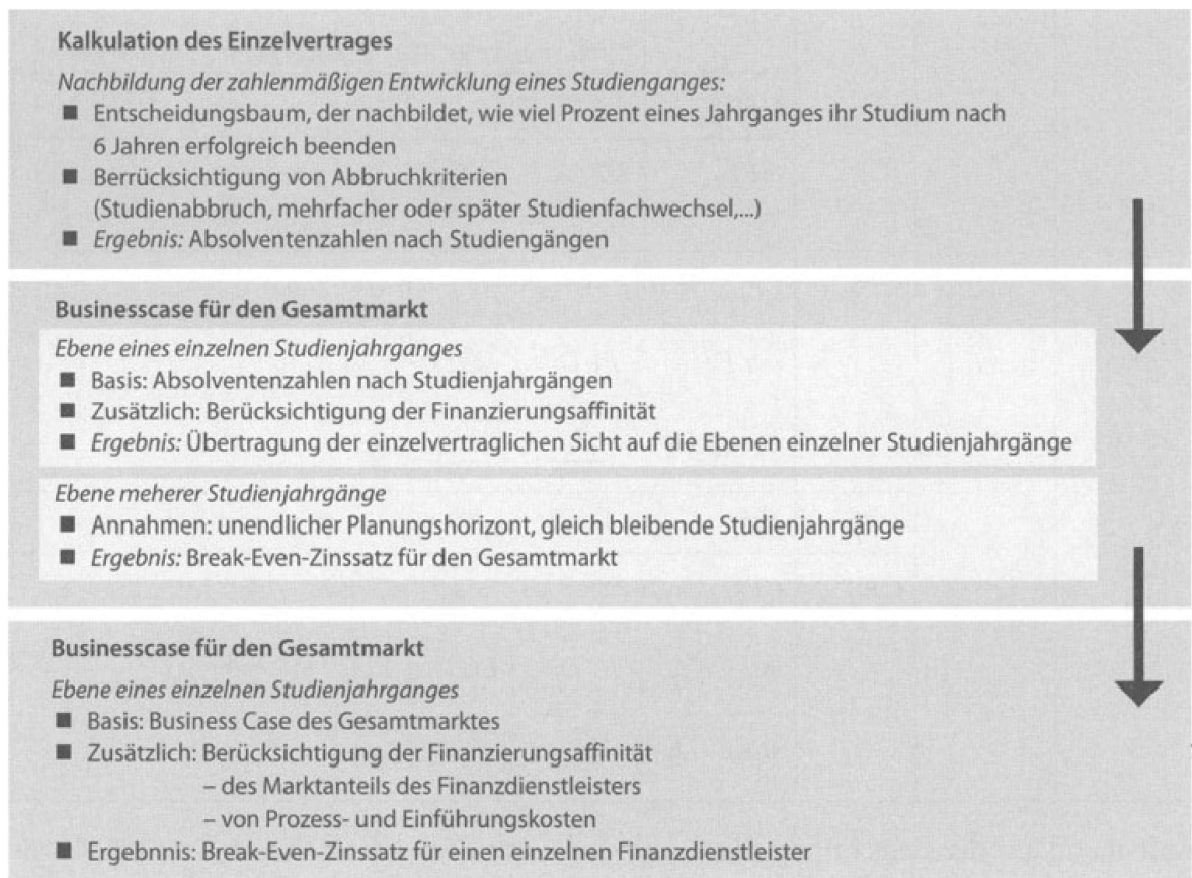 Kalkulation des Einzelvertrages
Nachbildung der zahlenmäßigen Entwicklung eines Studienganges:
■ Entscheidungsbaum, der nachbildet, wie viel Prozent eines Jahrganges ihr Studium nach
6 Jahren erfolgreich beenden
■ Berrücksichtigung von Abbruchkriterien
(Studienabbruch, mehrfacher oder später Studienfachwechsel,...)
■ Ergebnis: Absolventenzahlen nach Studiengängen
Businesscase für den Gesamtmarkt
Ebene eines einzelnen Studienjahrganges
■ Basis: Absolventenzahlen nach Studienjahrgängen
■ Zusätzlich: Berücksichtigung der Finanzierungsaffinität
■ Ergebnis: Übertragung der einzelvertraglichen Sicht auf die Ebenen einzelner Studienjahrgänge
Ebene meherer Studienjahrgänge
■ Annahmen: unendlicher Planungshorizont, gleich bleibende Studienjahrgänge
■ Ergebnis: Break-Even-Zinssatz für den Gesamtmarkt
Businesscase für den Gesamtmarkt
Ebene eines einzelnen Studienjahrganges
■ Basis: Business Case des Gesamtmarktes
■ Zusätzlich: Berücksichtigung der Finanzierungsaffinität
– des Marktanteils des Finanzdienstleisters
– von Prozess- und Einführungskosten
■ Ergebnnis: Break-Even-Zinssatz für einen einzelnen Finanzdienstleister